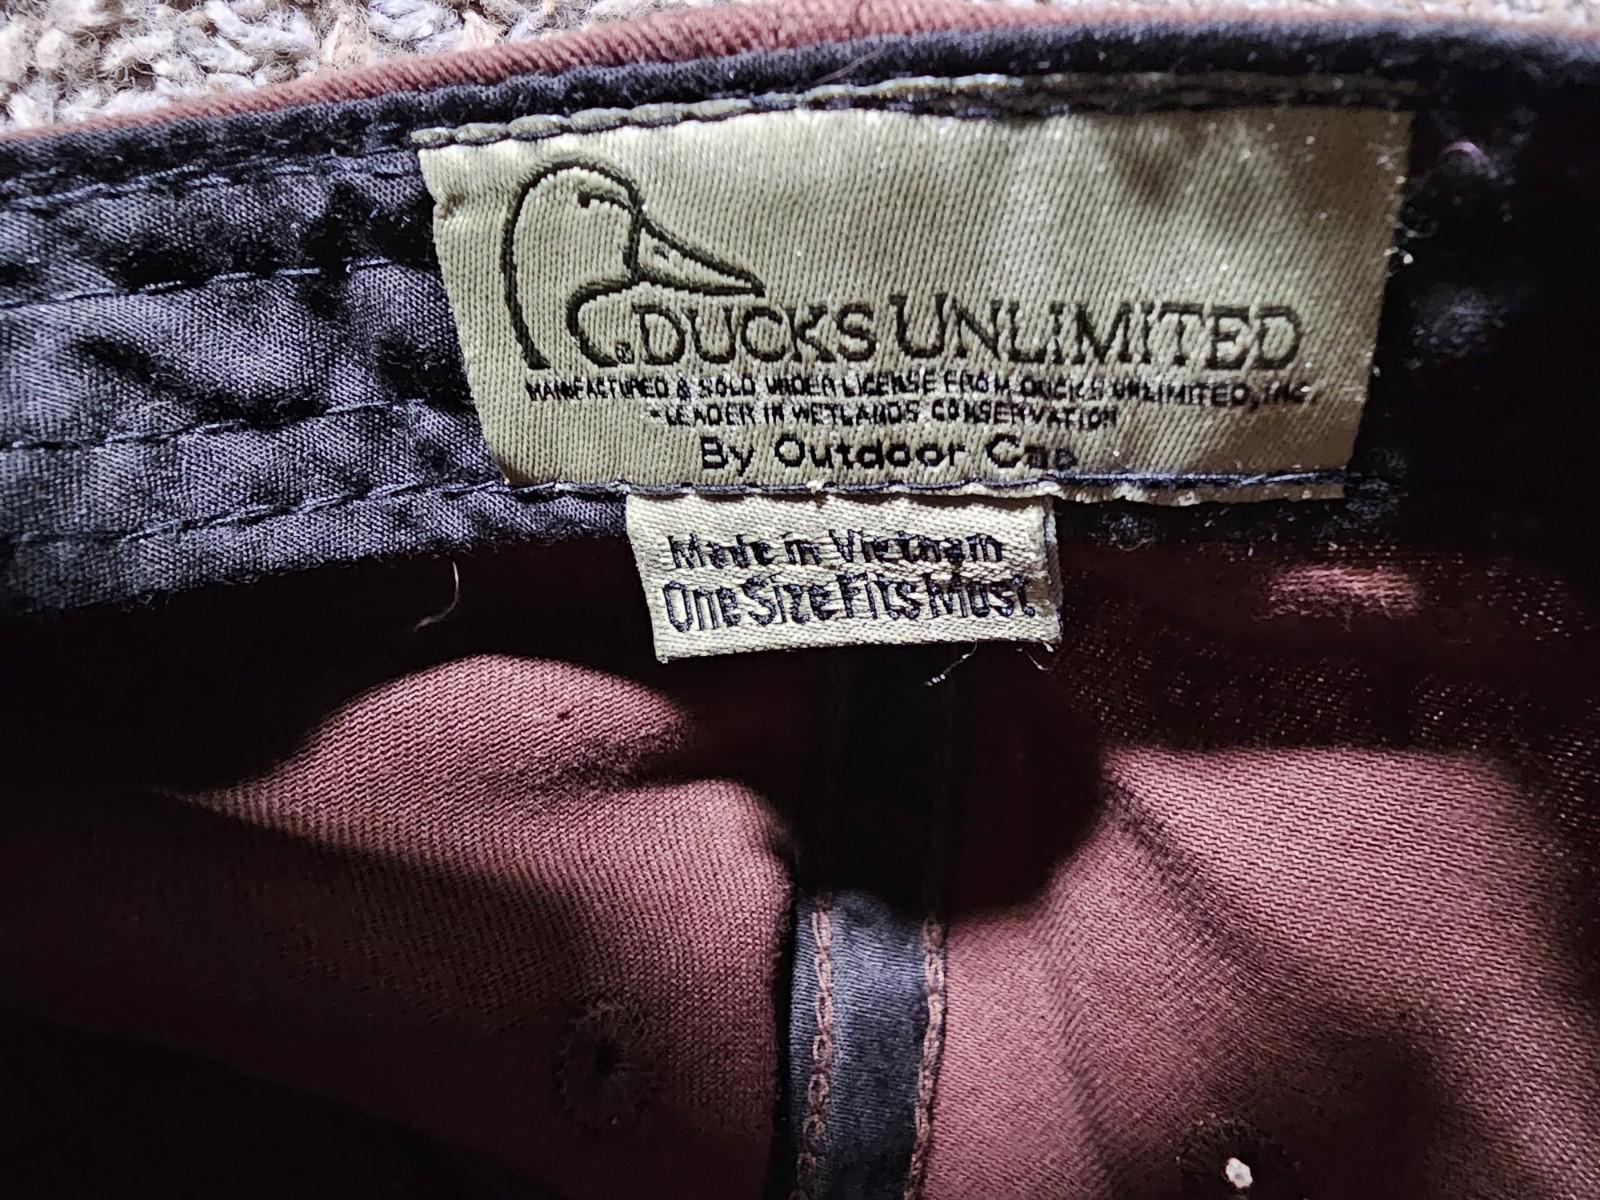 ® DUCKS UNLIMITED
MANUFACTURED & SOLD UNDER LICENSE FROM DUCKS UNLIMITED, INC.
-LEADER IN WETLANDS CONSERVATION
By Outdoor Cap
Made in Vietnam
One Size Fits Most